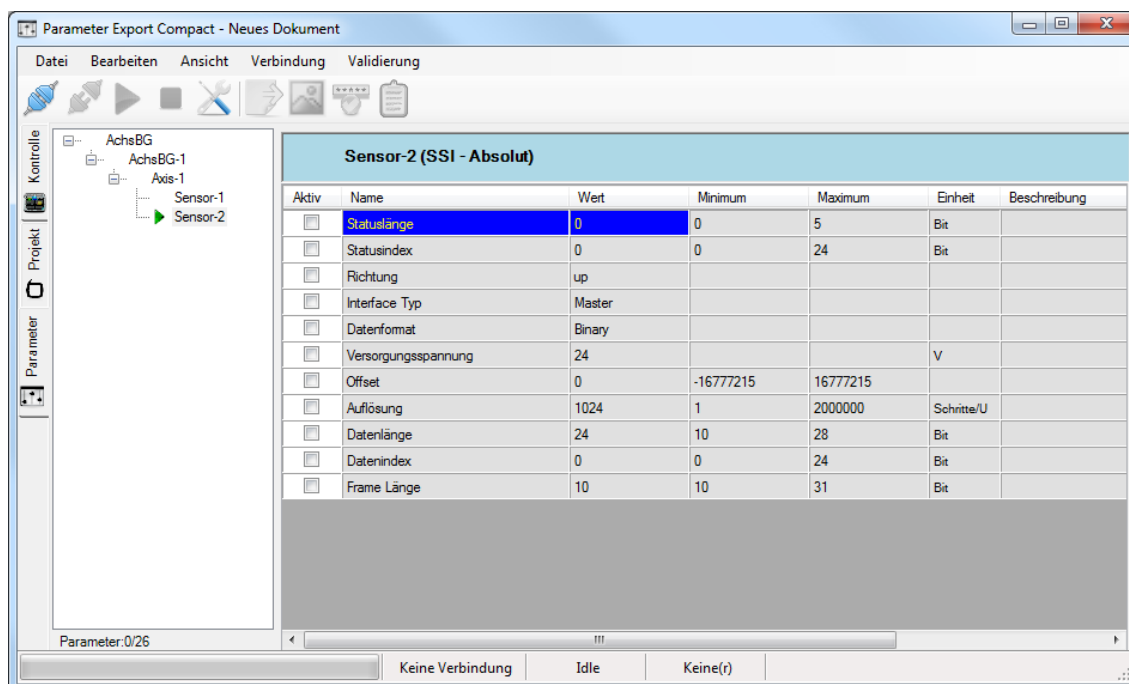 Parameter Export Compact - Neues Dokument
Datei Bearbeiten Ansicht Verbindung Validierung
Kontrolle
Projekt
Parameter
AchsBG
AchsBG-1
Axis-1
Sensor-1
Sensor-2
Parameter:0/26
Sensor-2 (SSI - Absolut)
Aktiv Name Wert Minimum Maximum Einheit Beschreibung
Statuslänge 0 0 5 Bit
Statusindex 0 0 24 Bit
Richtung up
Interface Typ Master
Datenformat Binary
Versorgungsspannung 24 V
Offset 0 -16777215 16777215
Auflösung 1024 1 2000000 Schritte/U
Datenlänge 24 10 28 Bit
Datenindex 0 0 24 Bit
Frame Länge 10 10 31 Bit
Keine Verbindung Idle Keine(r)